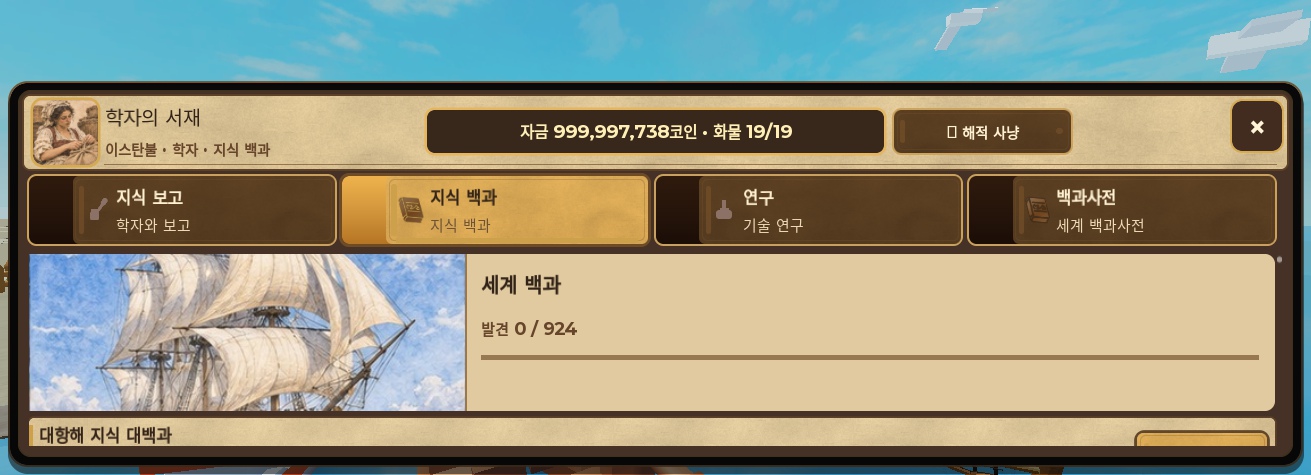 학자의 서재
이스탄불 · 학자 · 지식 백과
자금 999,997,738코인 · 화물 19/19
해적 사냥
×
지식 보고
학자와 보고
지식 백과
지식 백과
연구
기술 연구
백과사전
세계 백과사전
세계 백과
발견 0 / 924
대항해 지식 대백과